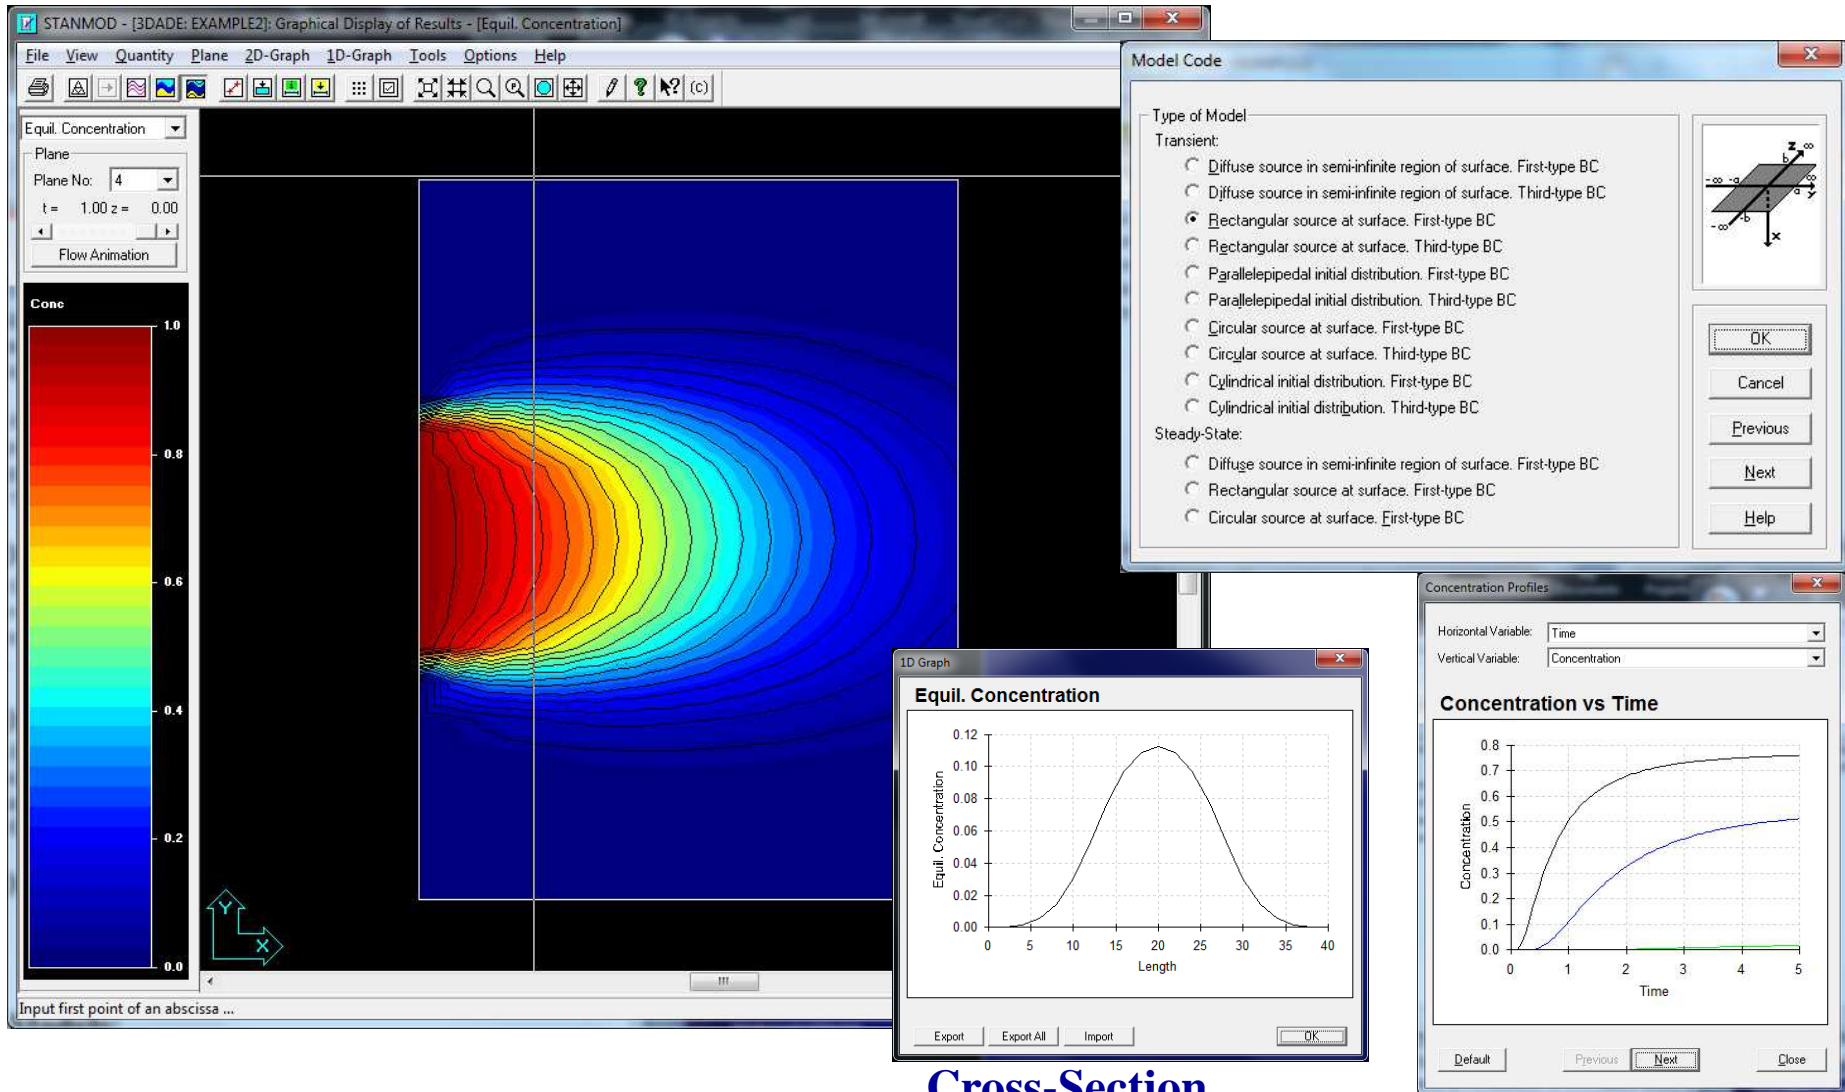 STANMOD - [3DADE: EXAMPLE2]: Graphical Display of Results - [Equil. Concentration]
File View Quantity Plane 2D-Graph 1D-Graph Tools Options Help
(c)
Equil. Concentration
Plane
Plane No: 4
t = 1.00 z = 0.00
Flow Animation
Conc
1.0
0.8
0.6
0.4
0.2
0.0
Y
X
Input first point of an abscissa ...
Model Code
Type of Model
Transient:
Diffuse source in semi-infinite region of surface. First-type BC
Diffuse source in semi-infinite region of surface. Third-type BC
Rectangular source at surface. First-type BC
Rectangular source at surface. Third-type BC
Parallelepipedal initial distribution. First-type BC
Parallelepipedal initial distribution. Third-type BC
Circular source at surface. First-type BC
Circular source at surface. Third-type BC
Cylindrical initial distribution. First-type BC
Cylindrical initial distribution. Third-type BC
Steady-State:
Diffuse source in semi-infinite region of surface. First-type BC
Rectangular source at surface. First-type BC
Circular source at surface. First-type BC
z ∞
b
-∞ -a ∞
a y
-b
-∞
x
OK
Cancel
Previous
Next
Help
1D Graph
Equil. Concentration
Equil. Concentration
0.12
0.10
0.08
0.06
0.04
0.02
0.00
0 5 10 15 20 25 30 35 40
Length
Export Export All Import OK
Cross-Section
Concentration Profiles
Horizontal Variable: Time
Vertical Variable: Concentration
Concentration vs Time
Concentration
0.8
0.7
0.6
0.5
0.4
0.3
0.2
0.1
0.0
0 1 2 3 4 5
Time
Default Previous Next Close